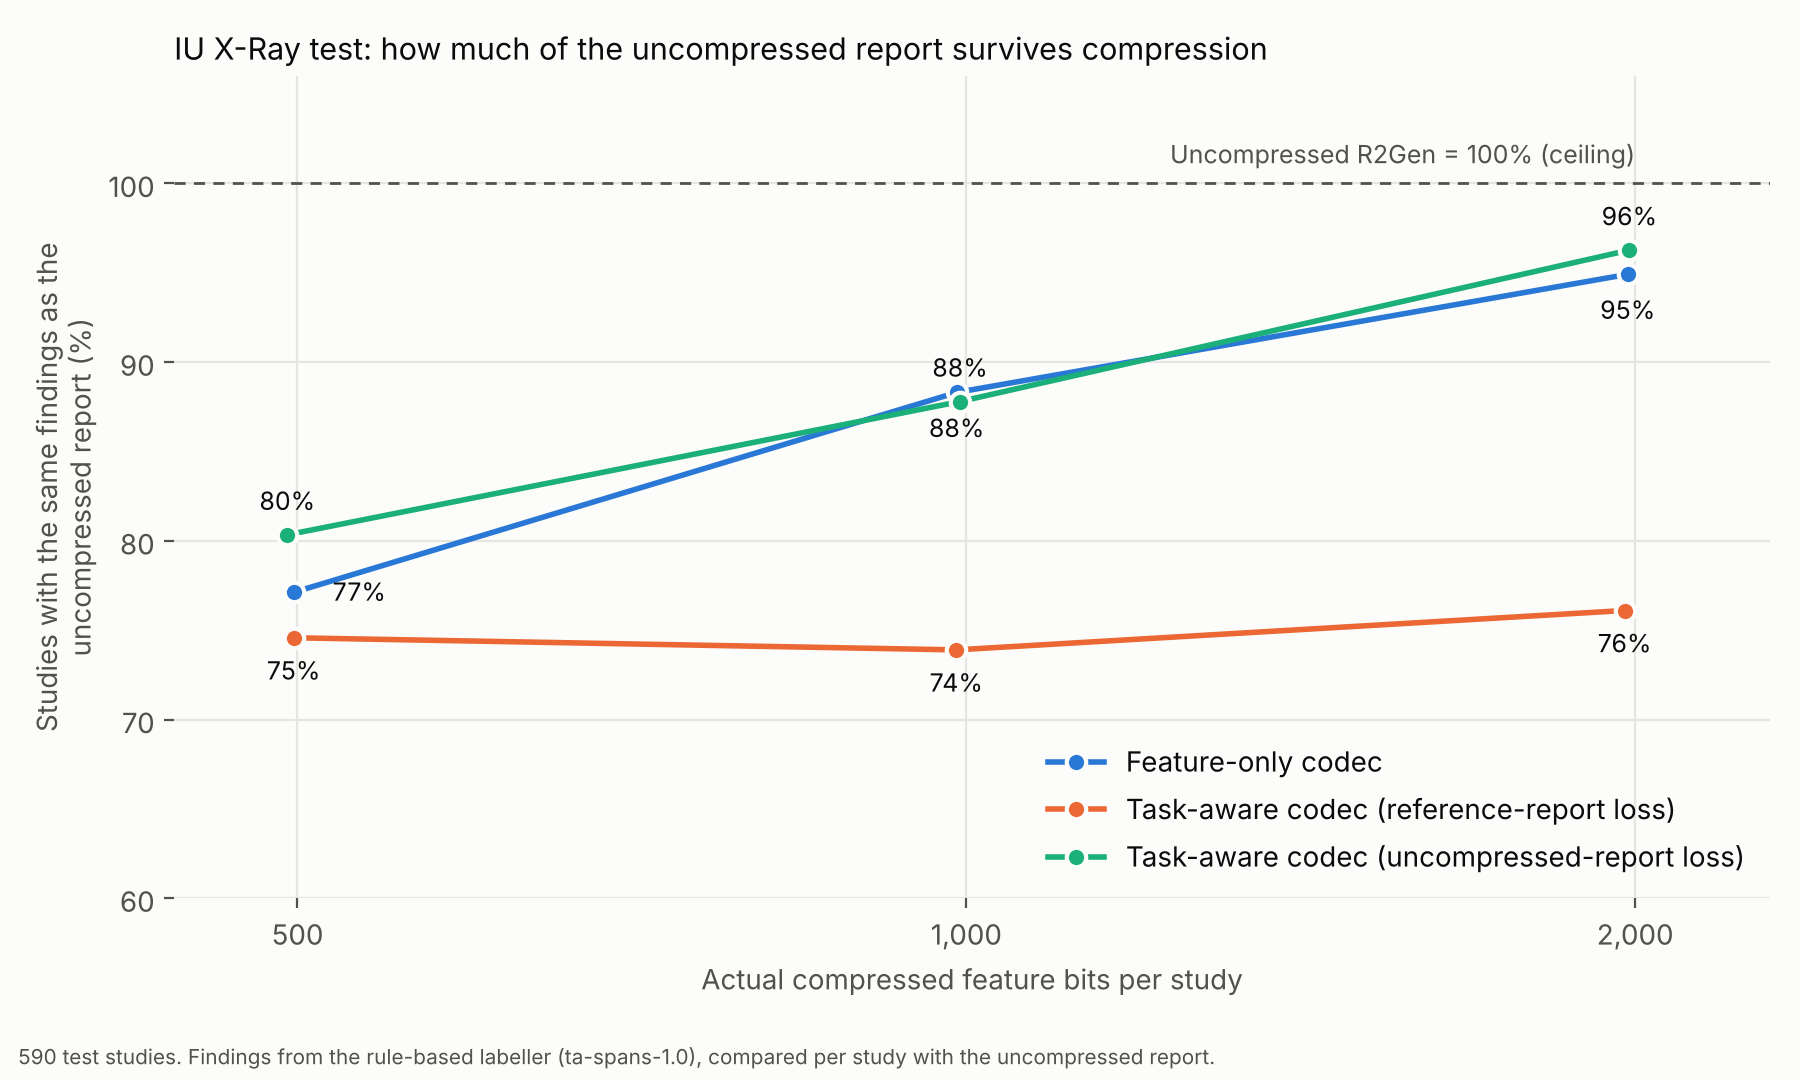 IU X-Ray test: how much of the uncompressed report survives compression
Uncompressed R2Gen = 100% (ceiling)
Studies with the same findings as the
uncompressed report (%)
100
90
80
70
60
96%
95%
88%
88%
80%
77%
75%
74%
76%
Feature-only codec
Task-aware codec (reference-report loss)
Task-aware codec (uncompressed-report loss)
500
1,000
2,000
Actual compressed feature bits per study
590 test studies. Findings from the rule-based labeller (ta-spans-1.0), compared per study with the uncompressed report.